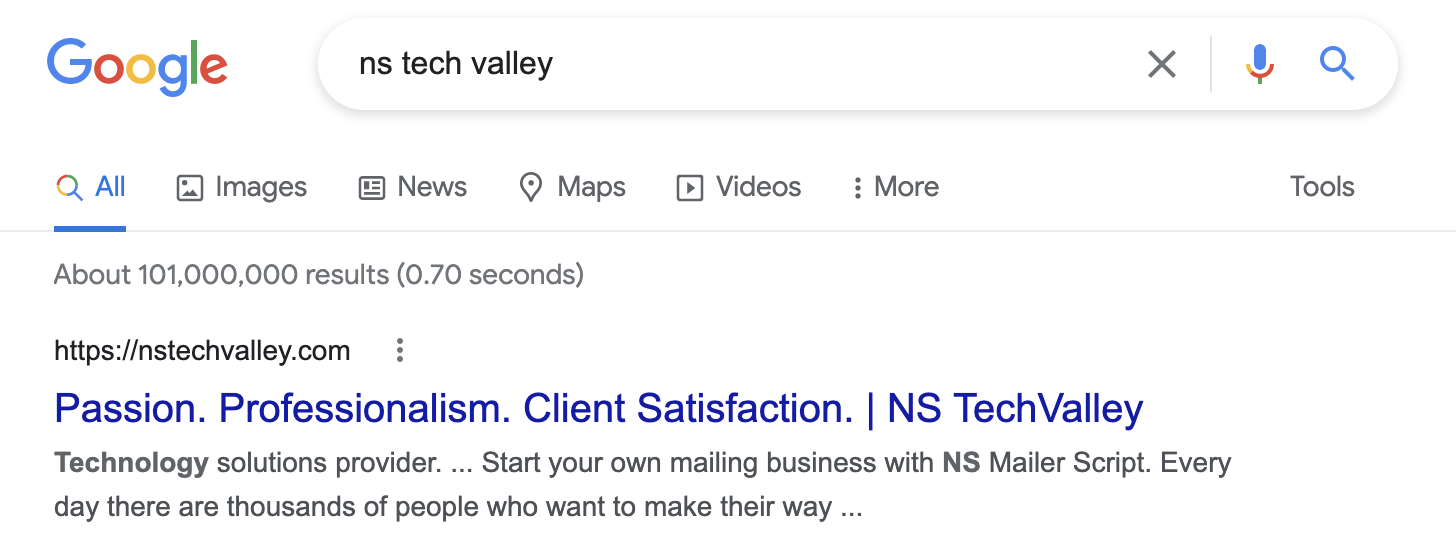 Google
ns tech valley
All Images News Maps Videos More Tools
About 101,000,000 results (0.70 seconds)
https://nstechvalley.com
Passion. Professionalism. Client Satisfaction. | NS TechValley
Technology solutions provider. ... Start your own mailing business with NS Mailer Script. Every
day there are thousands of people who want to make their way ...